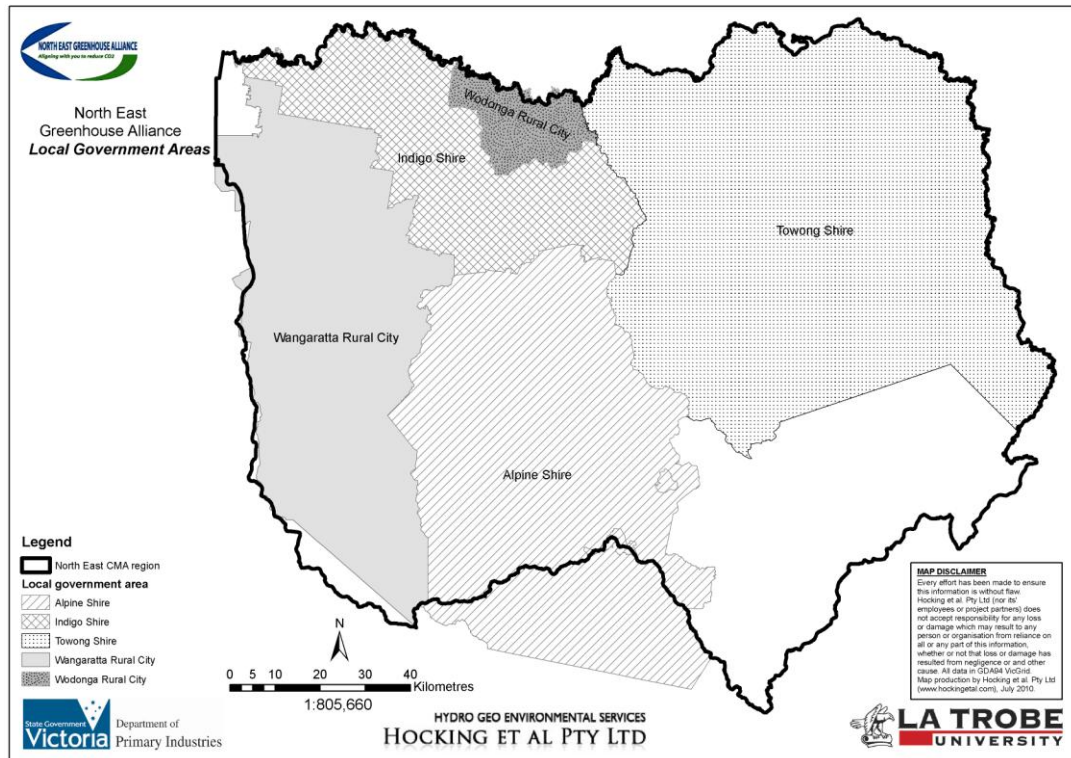 NORTH EAST GREENHOUSE ALLIANCE
Aligning with you to reduce CO2
North East
Greenhouse Alliance
Local Government Areas
Wodonga Rural City
Indigo Shire
Towong Shire
Wangaratta Rural City
Alpine Shire
Legend
North East CMA region
Local government area
Alpine Shire
Indigo Shire
Towong Shire
Wangaratta Rural City
Wodonga Rural City
N
0 5 10 20 30 40
Kilometres
1:805,660
MAP DISCLAIMER
Every effort has been made to ensure
this information is without flaw.
Hocking et al. Pty Ltd (nor its'
employees or project partners) does
not accept responsibility for any loss
or damage which may result to any
person or organisation from reliance on
all or any part of this information,
whether or not that loss or damage has
resulted from negligence or and other
cause. All data in GDA94 VicGrid.
Map production by Hocking et al. Pty Ltd
(www.hockingetal.com), July 2010.
State Government
Victoria
Department of
Primary Industries
HYDRO GEO ENVIRONMENTAL SERVICES
HOCKING ET AL PTY LTD
LA TROBE
UNIVERSITY